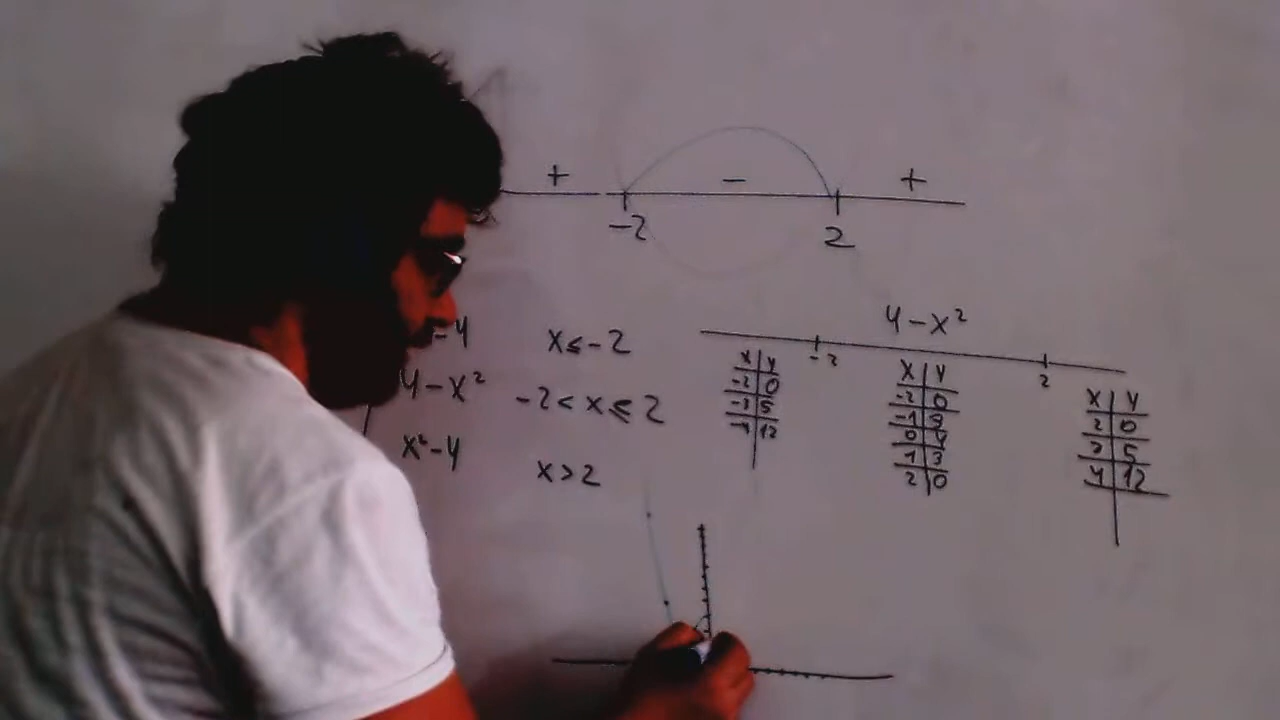 + - +
-2 2
-4 x≤-2
4-x² -2<x≤2
x²-4 x>2
4-x²
-2 2
x y
-2 0
-3 5
-4 12
x y
-2 0
-1 3
0 4
1 3
2 0
x y
2 0
3 5
4 12